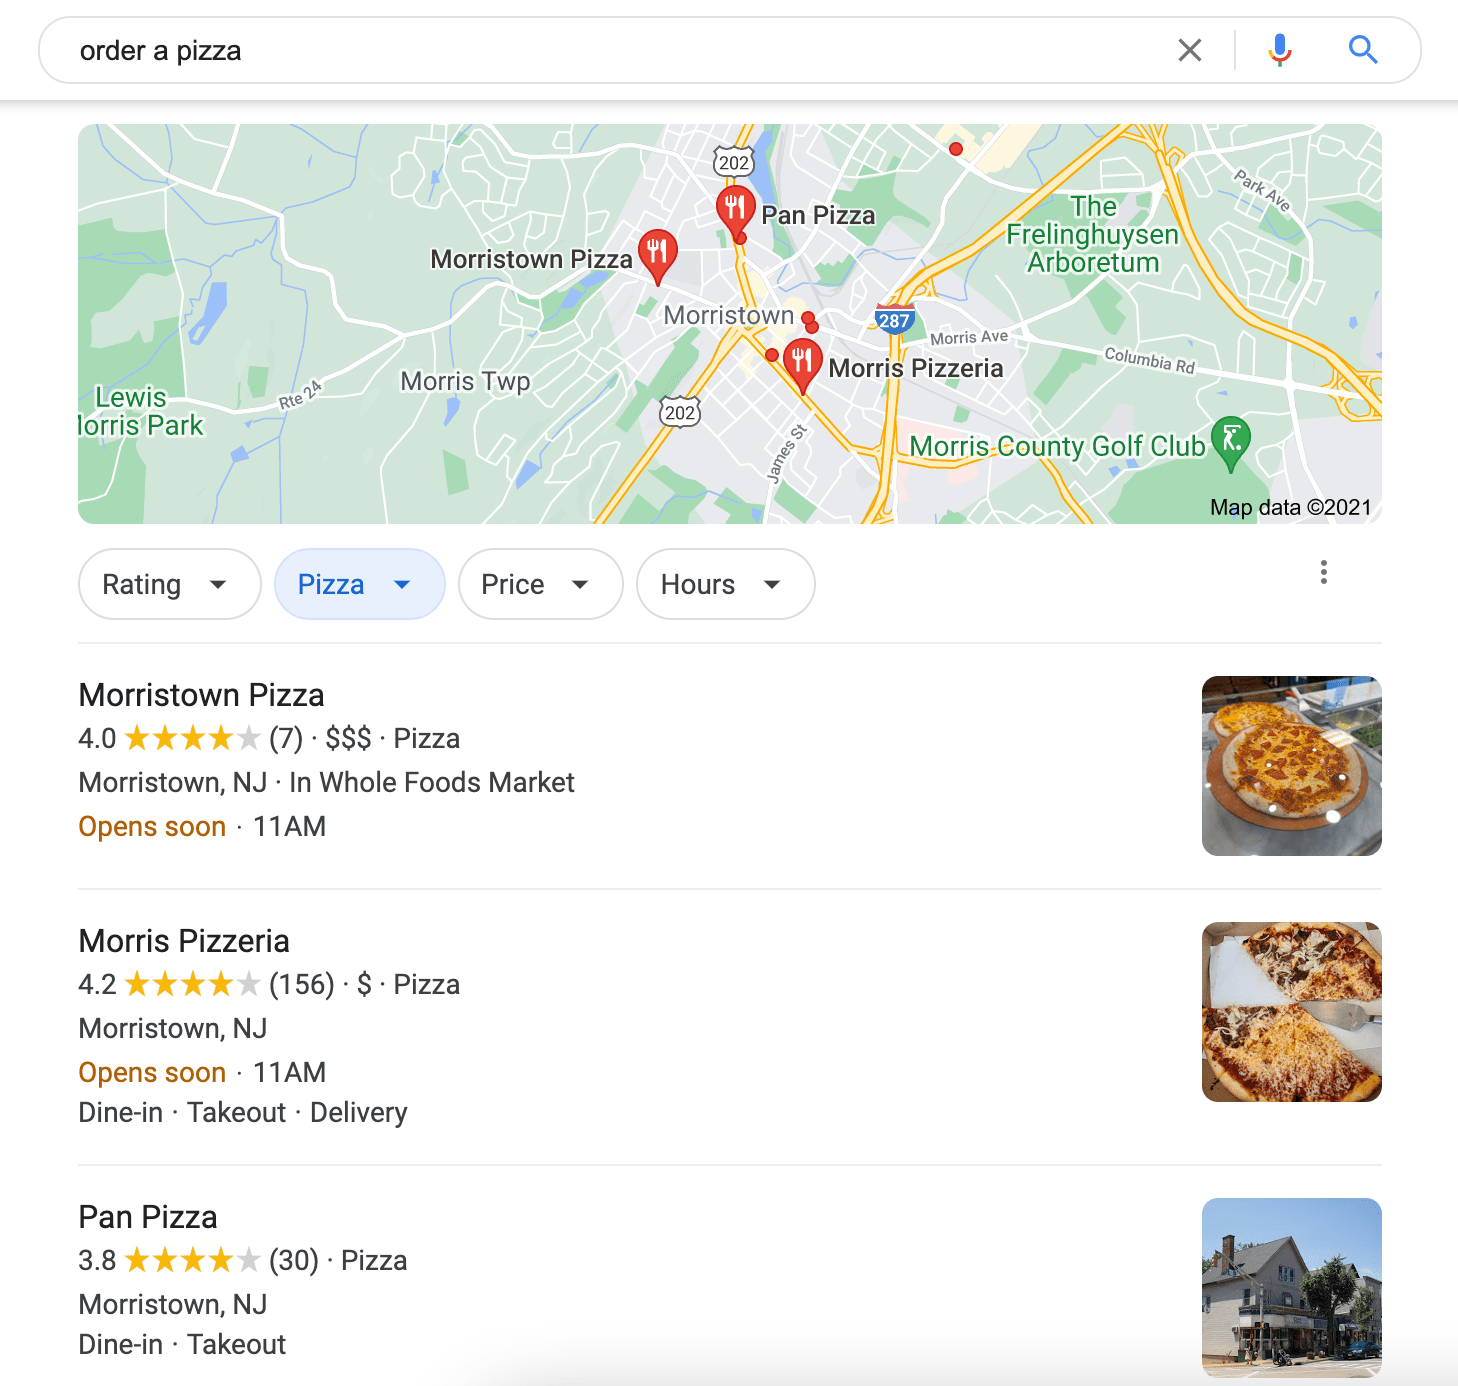 order a pizza
202
Pan Pizza
Park Ave
The
Frelinghuysen
Arboretum
Morristown Pizza
Morristown
287
Morris Ave
Morris Pizzeria
Columbia Rd
Morris Twp
Rte 24
Lewis
Morris Park
202
James St
Morris County Golf Club
Map data ©2021
Rating
Pizza
Price
Hours
Morristown Pizza
4.0 (7) · $$$ · Pizza
Morristown, NJ · In Whole Foods Market
Opens soon · 11AM
Morris Pizzeria
4.2 (156) · $ · Pizza
Morristown, NJ
Opens soon · 11AM
Dine-in · Takeout · Delivery
Pan Pizza
3.8 (30) · Pizza
Morristown, NJ
Dine-in · Takeout